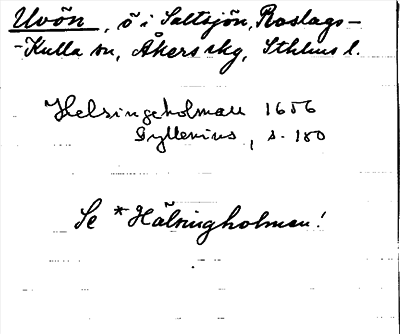 Uvön, ö i Saltsjön, Roslags-
-Kulla sn, Åkers skg, Sthlms l.
Helsingeholmen 1656
Gyllenius, s. 180
Se *Hälsingholmen!